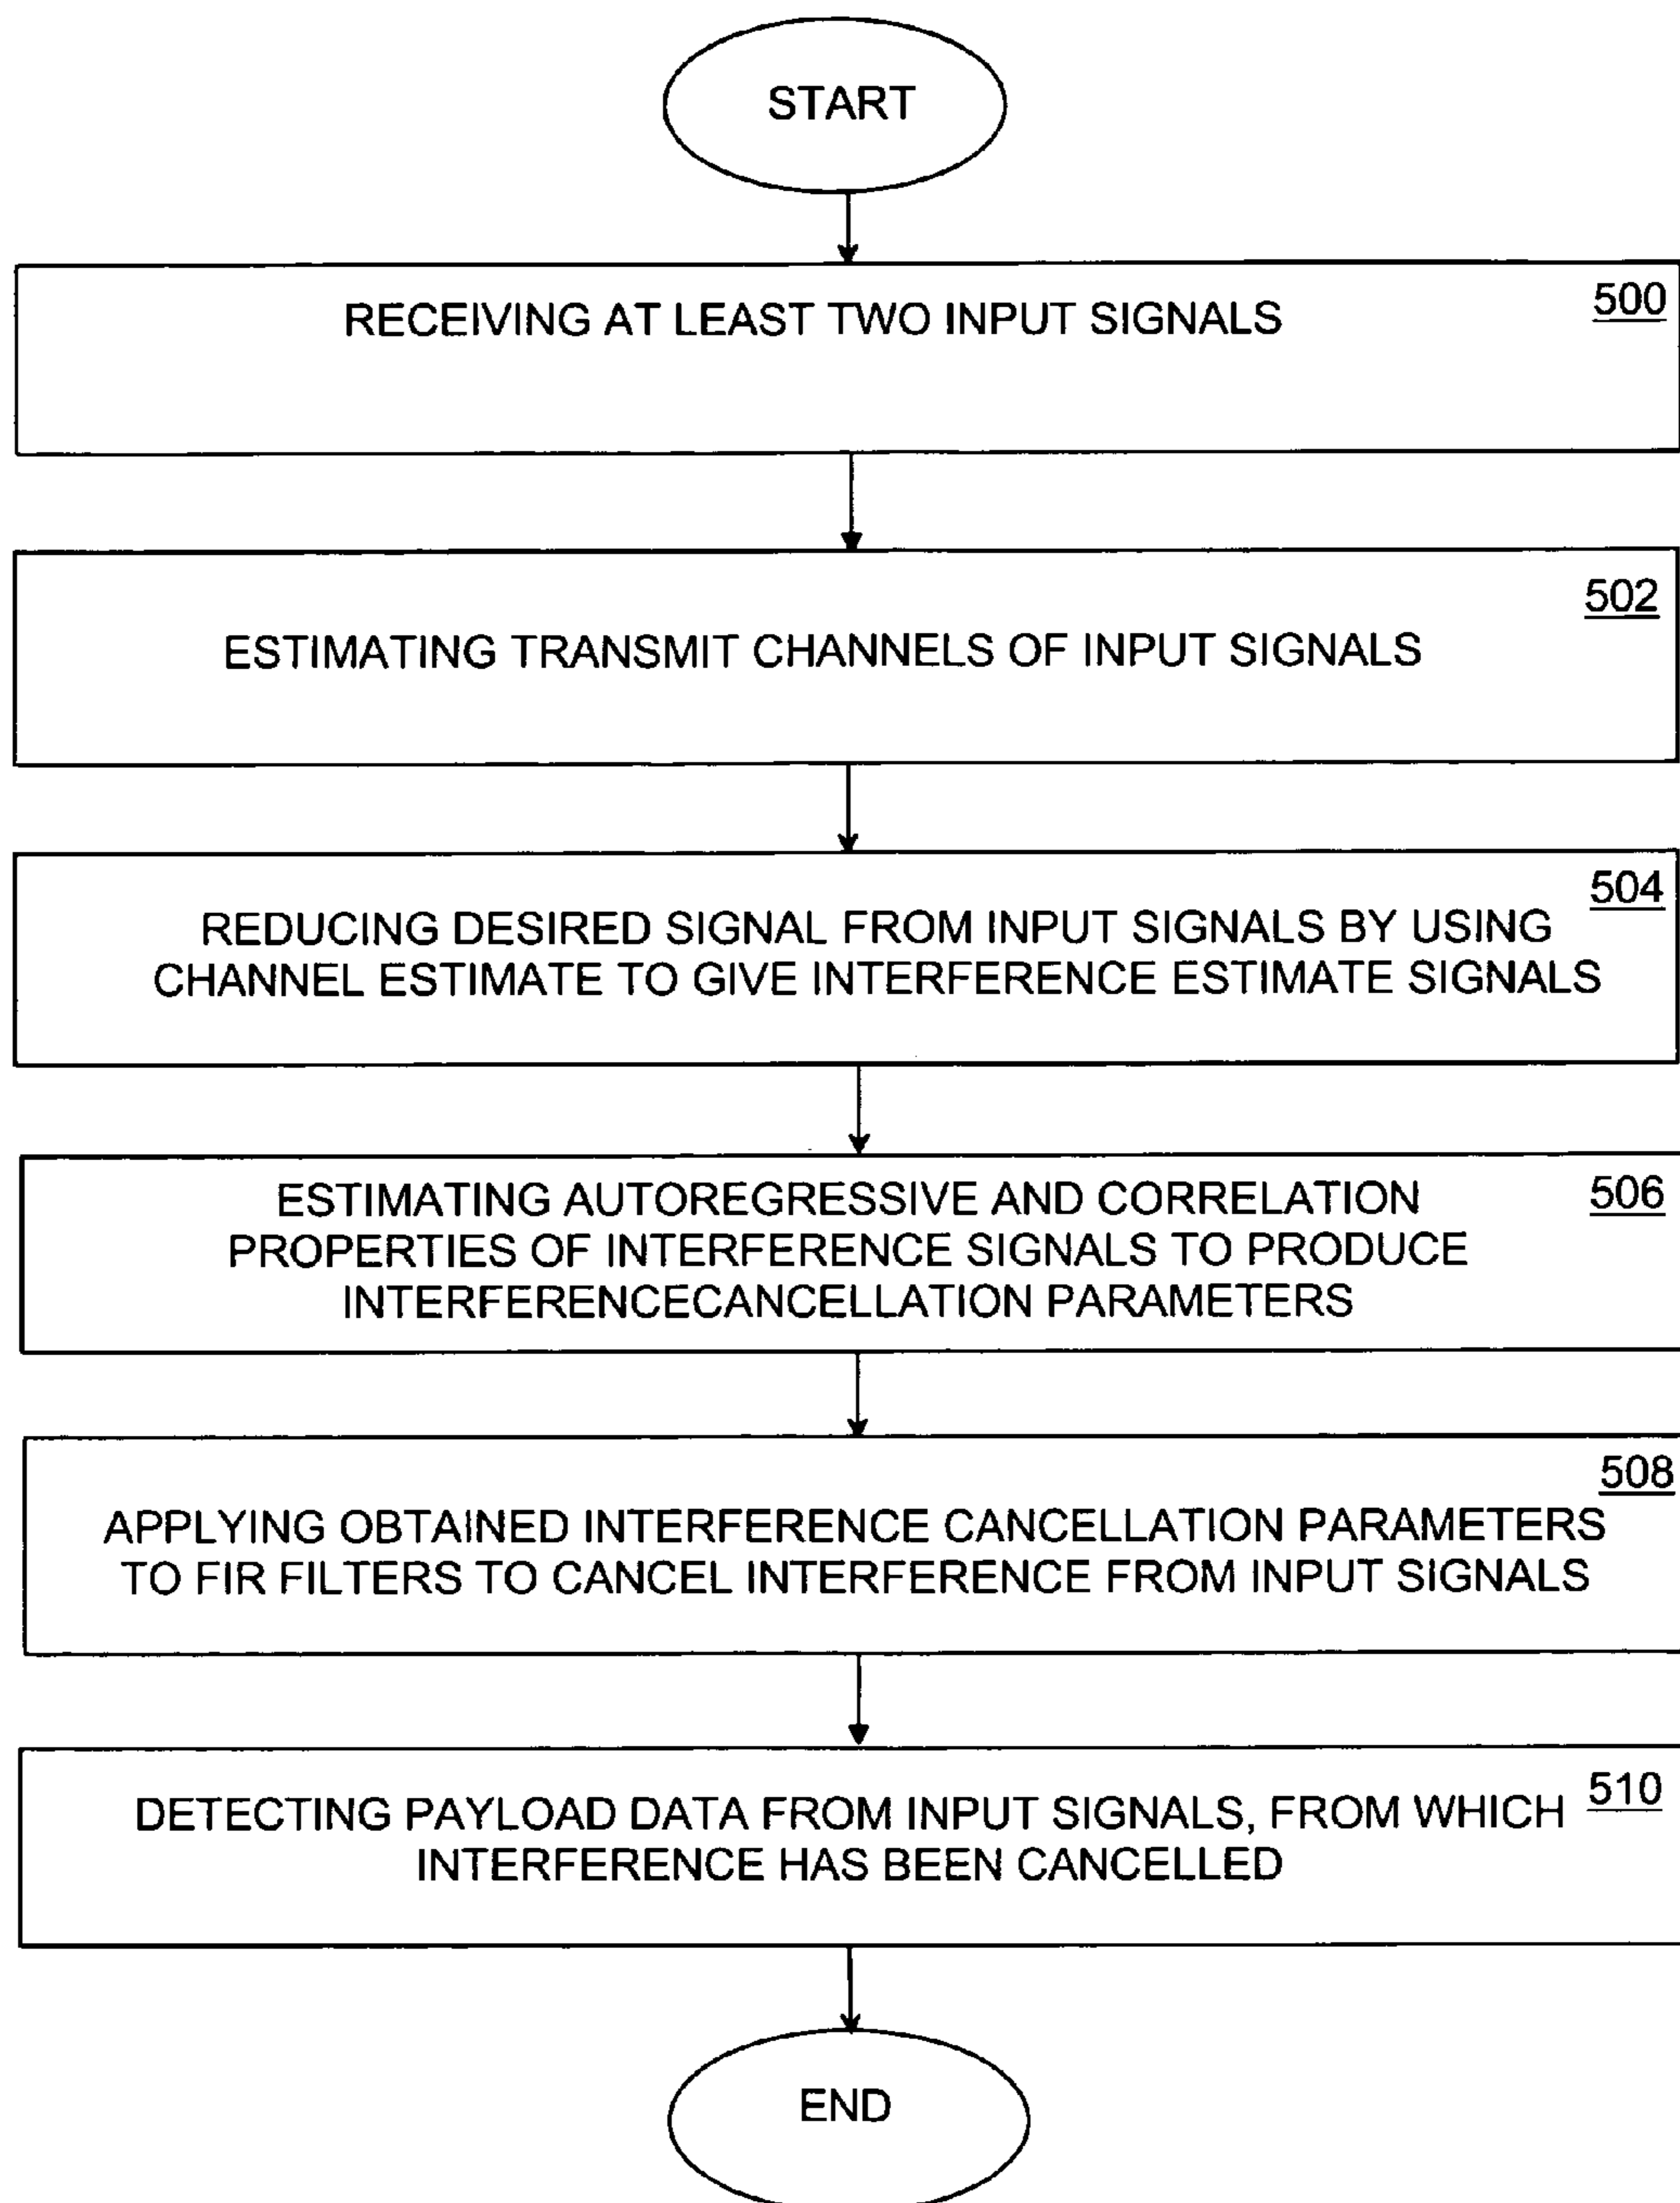 START
RECEIVING AT LEAST TWO INPUT SIGNALS 500
502
ESTIMATING TRANSMIT CHANNELS OF INPUT SIGNALS
504
REDUCING DESIRED SIGNAL FROM INPUT SIGNALS BY USING
CHANNEL ESTIMATE TO GIVE INTERFERENCE ESTIMATE SIGNALS
ESTIMATING AUTOREGRESSIVE AND CORRELATION 506
PROPERTIES OF INTERFERENCE SIGNALS TO PRODUCE
INTERFERENCECANCELLATION PARAMETERS
508
APPLYING OBTAINED INTERFERENCE CANCELLATION PARAMETERS
TO FIR FILTERS TO CANCEL INTERFERENCE FROM INPUT SIGNALS
DETECTING PAYLOAD DATA FROM INPUT SIGNALS, FROM WHICH 510
INTERFERENCE HAS BEEN CANCELLED
END